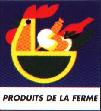 PRODUITS DE LA FERME